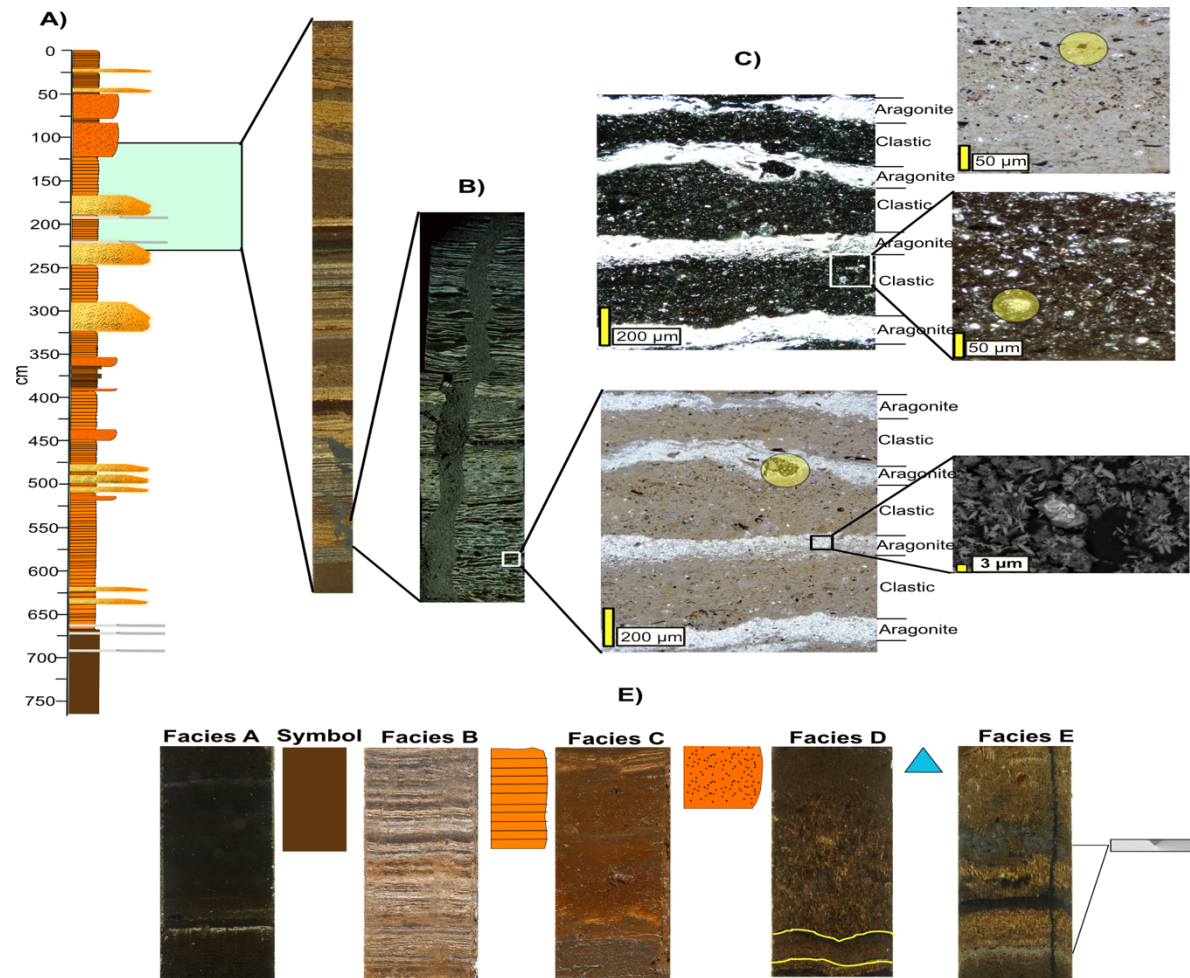 A)
0
50
100
150
200
250
300
350
cm
400
450
500
550
600
650
700
750
B)
C)
Aragonite
Clastic
Aragonite
Clastic
Aragonite
Clastic
Aragonite
200 µm
50 µm
50 µm
Aragonite
Clastic
Aragonite
Clastic
Aragonite
Clastic
Aragonite
200 µm
3 µm
E)
Facies A Symbol Facies B Facies C Facies D Facies E